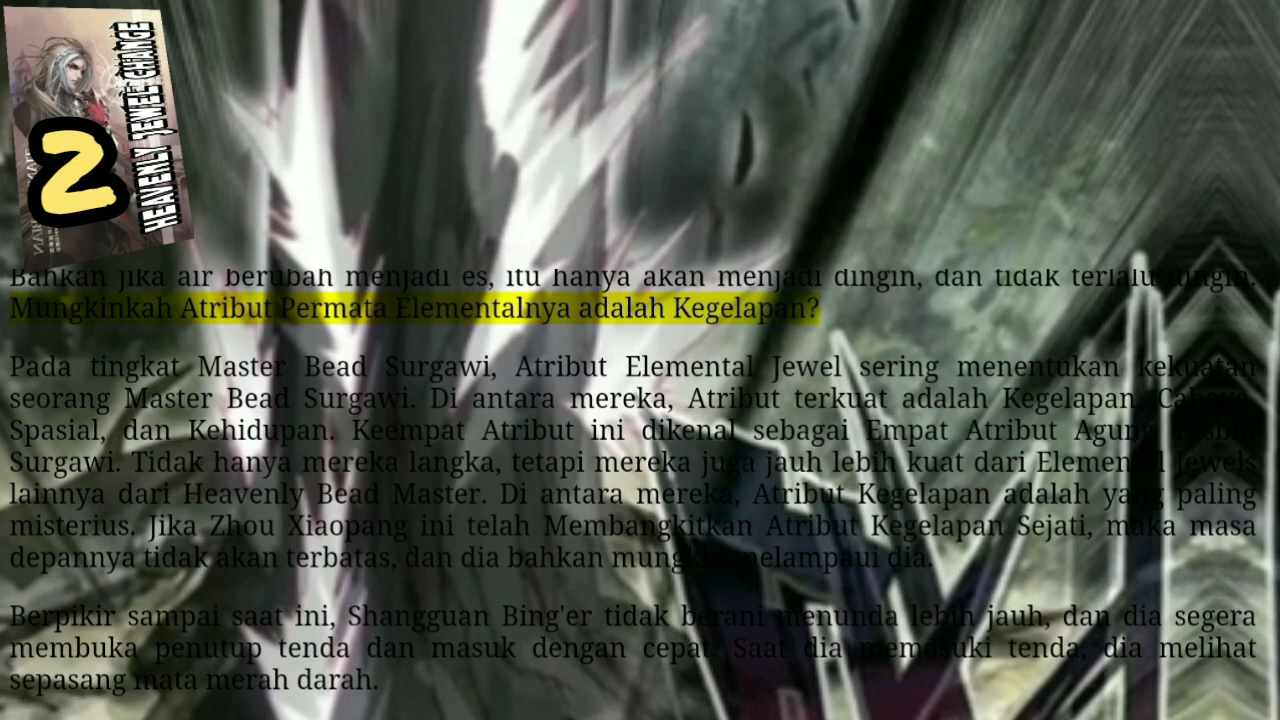 HEAVENLY JEWEL CHANGE
2
Bahkan jika air berubah menjadi es, itu hanya akan menjadi dingin, dan tidak terlalu dingin.
Mungkinkah Atribut Permata Elementalnya adalah Kegelapan?
Pada tingkat Master Bead Surgawi, Atribut Elemental Jewel sering menentukan kekuatan
seorang Master Bead Surgawi. Di antara mereka, Atribut terkuat adalah Kegelapan, Cahaya,
Spasial, dan Kehidupan. Keempat Atribut ini dikenal sebagai Empat Atribut Agung
Surgawi. Tidak hanya mereka langka, tetapi mereka juga jauh lebih kuat dari Elemental Jewels
lainnya dari Heavenly Bead Master. Di antara mereka, Atribut Kegelapan adalah yang paling
misterius. Jika Zhou Xiaopang ini telah Membangkitkan Atribut Kegelapan Sejati, maka masa
depannya tidak akan terbatas, dan dia bahkan mungkin melampaui dia.
Berpikir sampai saat ini, Shangguan Bing'er tidak berani menunda lebih jauh, dan dia segera
membuka penutup tenda dan masuk dengan cepat. Saat dia memasuki tenda, dia melihat
sepasang mata merah darah.